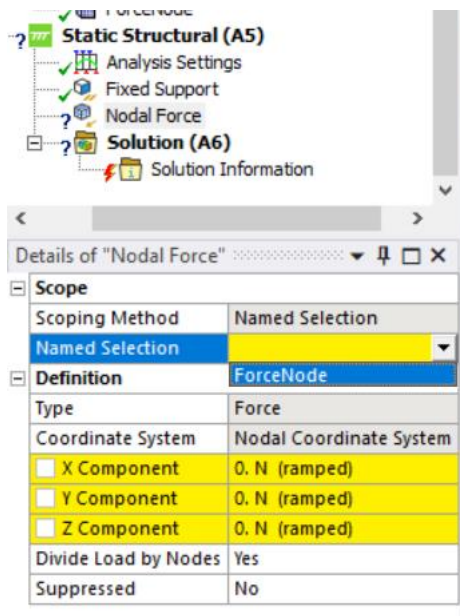 ForceNode
Static Structural (A5)
Analysis Settings
Fixed Support
Nodal Force
Solution (A6)
Solution Information
Details of "Nodal Force"
Scope
Scoping Method Named Selection
Named Selection
Definition ForceNode
Type Force
Coordinate System Nodal Coordinate System
X Component 0. N (ramped)
Y Component 0. N (ramped)
Z Component 0. N (ramped)
Divide Load by Nodes Yes
Suppressed No